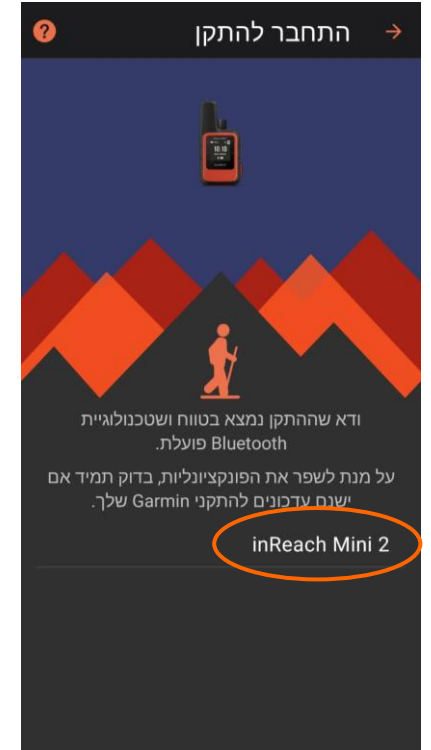 התחבר להתקן
ודא שההתקן נמצא בטווח ושטכנולוגיית
Bluetooth פועלת.
על מנת לשפר את הפונקציונליות, בדוק תמיד אם
ישנם עדכונים להתקני Garmin שלך.
inReach Mini 2